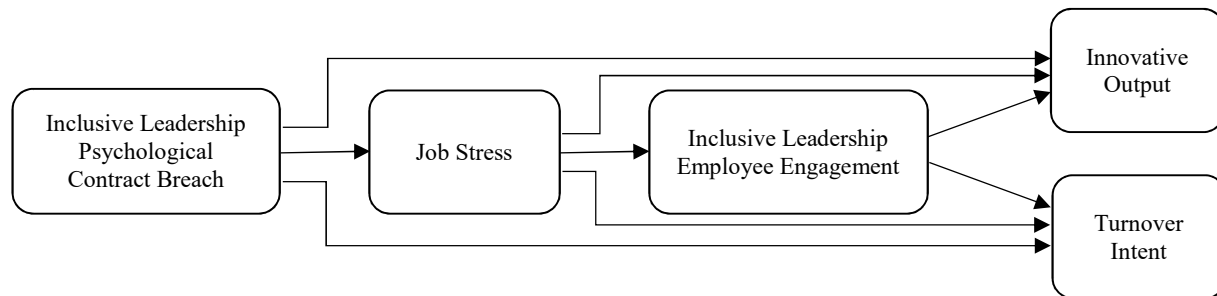 Inclusive Leadership
Psychological
Contract Breach
Job Stress
Inclusive Leadership
Employee Engagement
Innovative
Output
Turnover
Intent